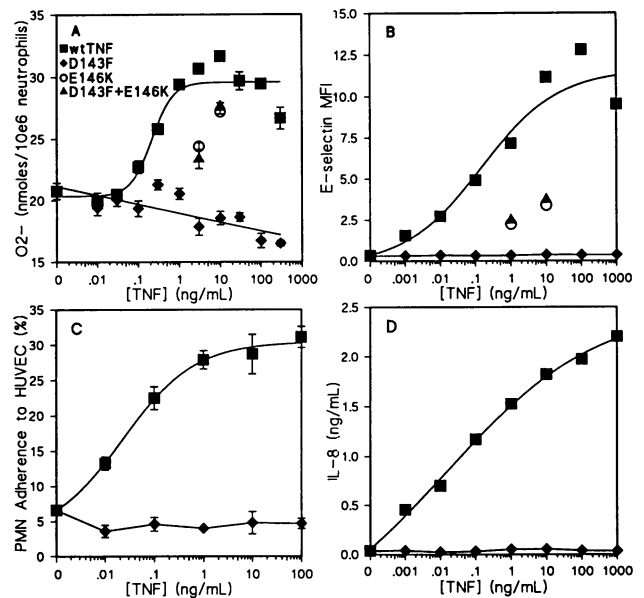 A
■wtTNF
◆D143F
○E146K
▲D143F+E146K
O2- (nmoles/10e6 neutrophils)
35
30
25
20
15
0 .01 .1 1 10 100
[TNF] (ng/mL)
B
E-selectin MFI
15.0
12.5
10.0
7.5
5.0
2.5
0.0
0 .001 .01 .1 1 10 100 1000
[TNF] (ng/mL)
C
PMN Adherence to HUVEC (%)
35
30
25
20
15
10
5
0
0 .01 .1 1 10 100
[TNF] (ng/mL)
D
IL-8 (ng/mL)
2.5
2.0
1.5
1.0
0.5
0.0
0 .001 .01 .1 1 10 100 1000
[TNF] (ng/mL)